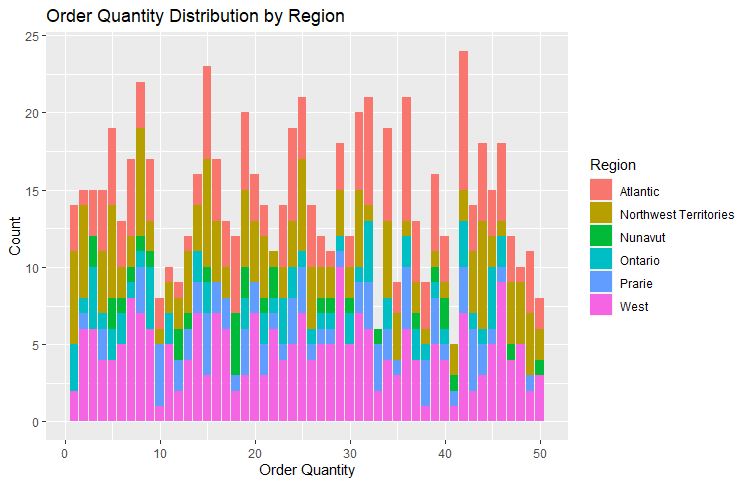 Order Quantity Distribution by Region
25
20
15
10
5
0
Count
0 10 20 30 40 50
Order Quantity
Region
Atlantic
Northwest Territories
Nunavut
Ontario
Prarie
West